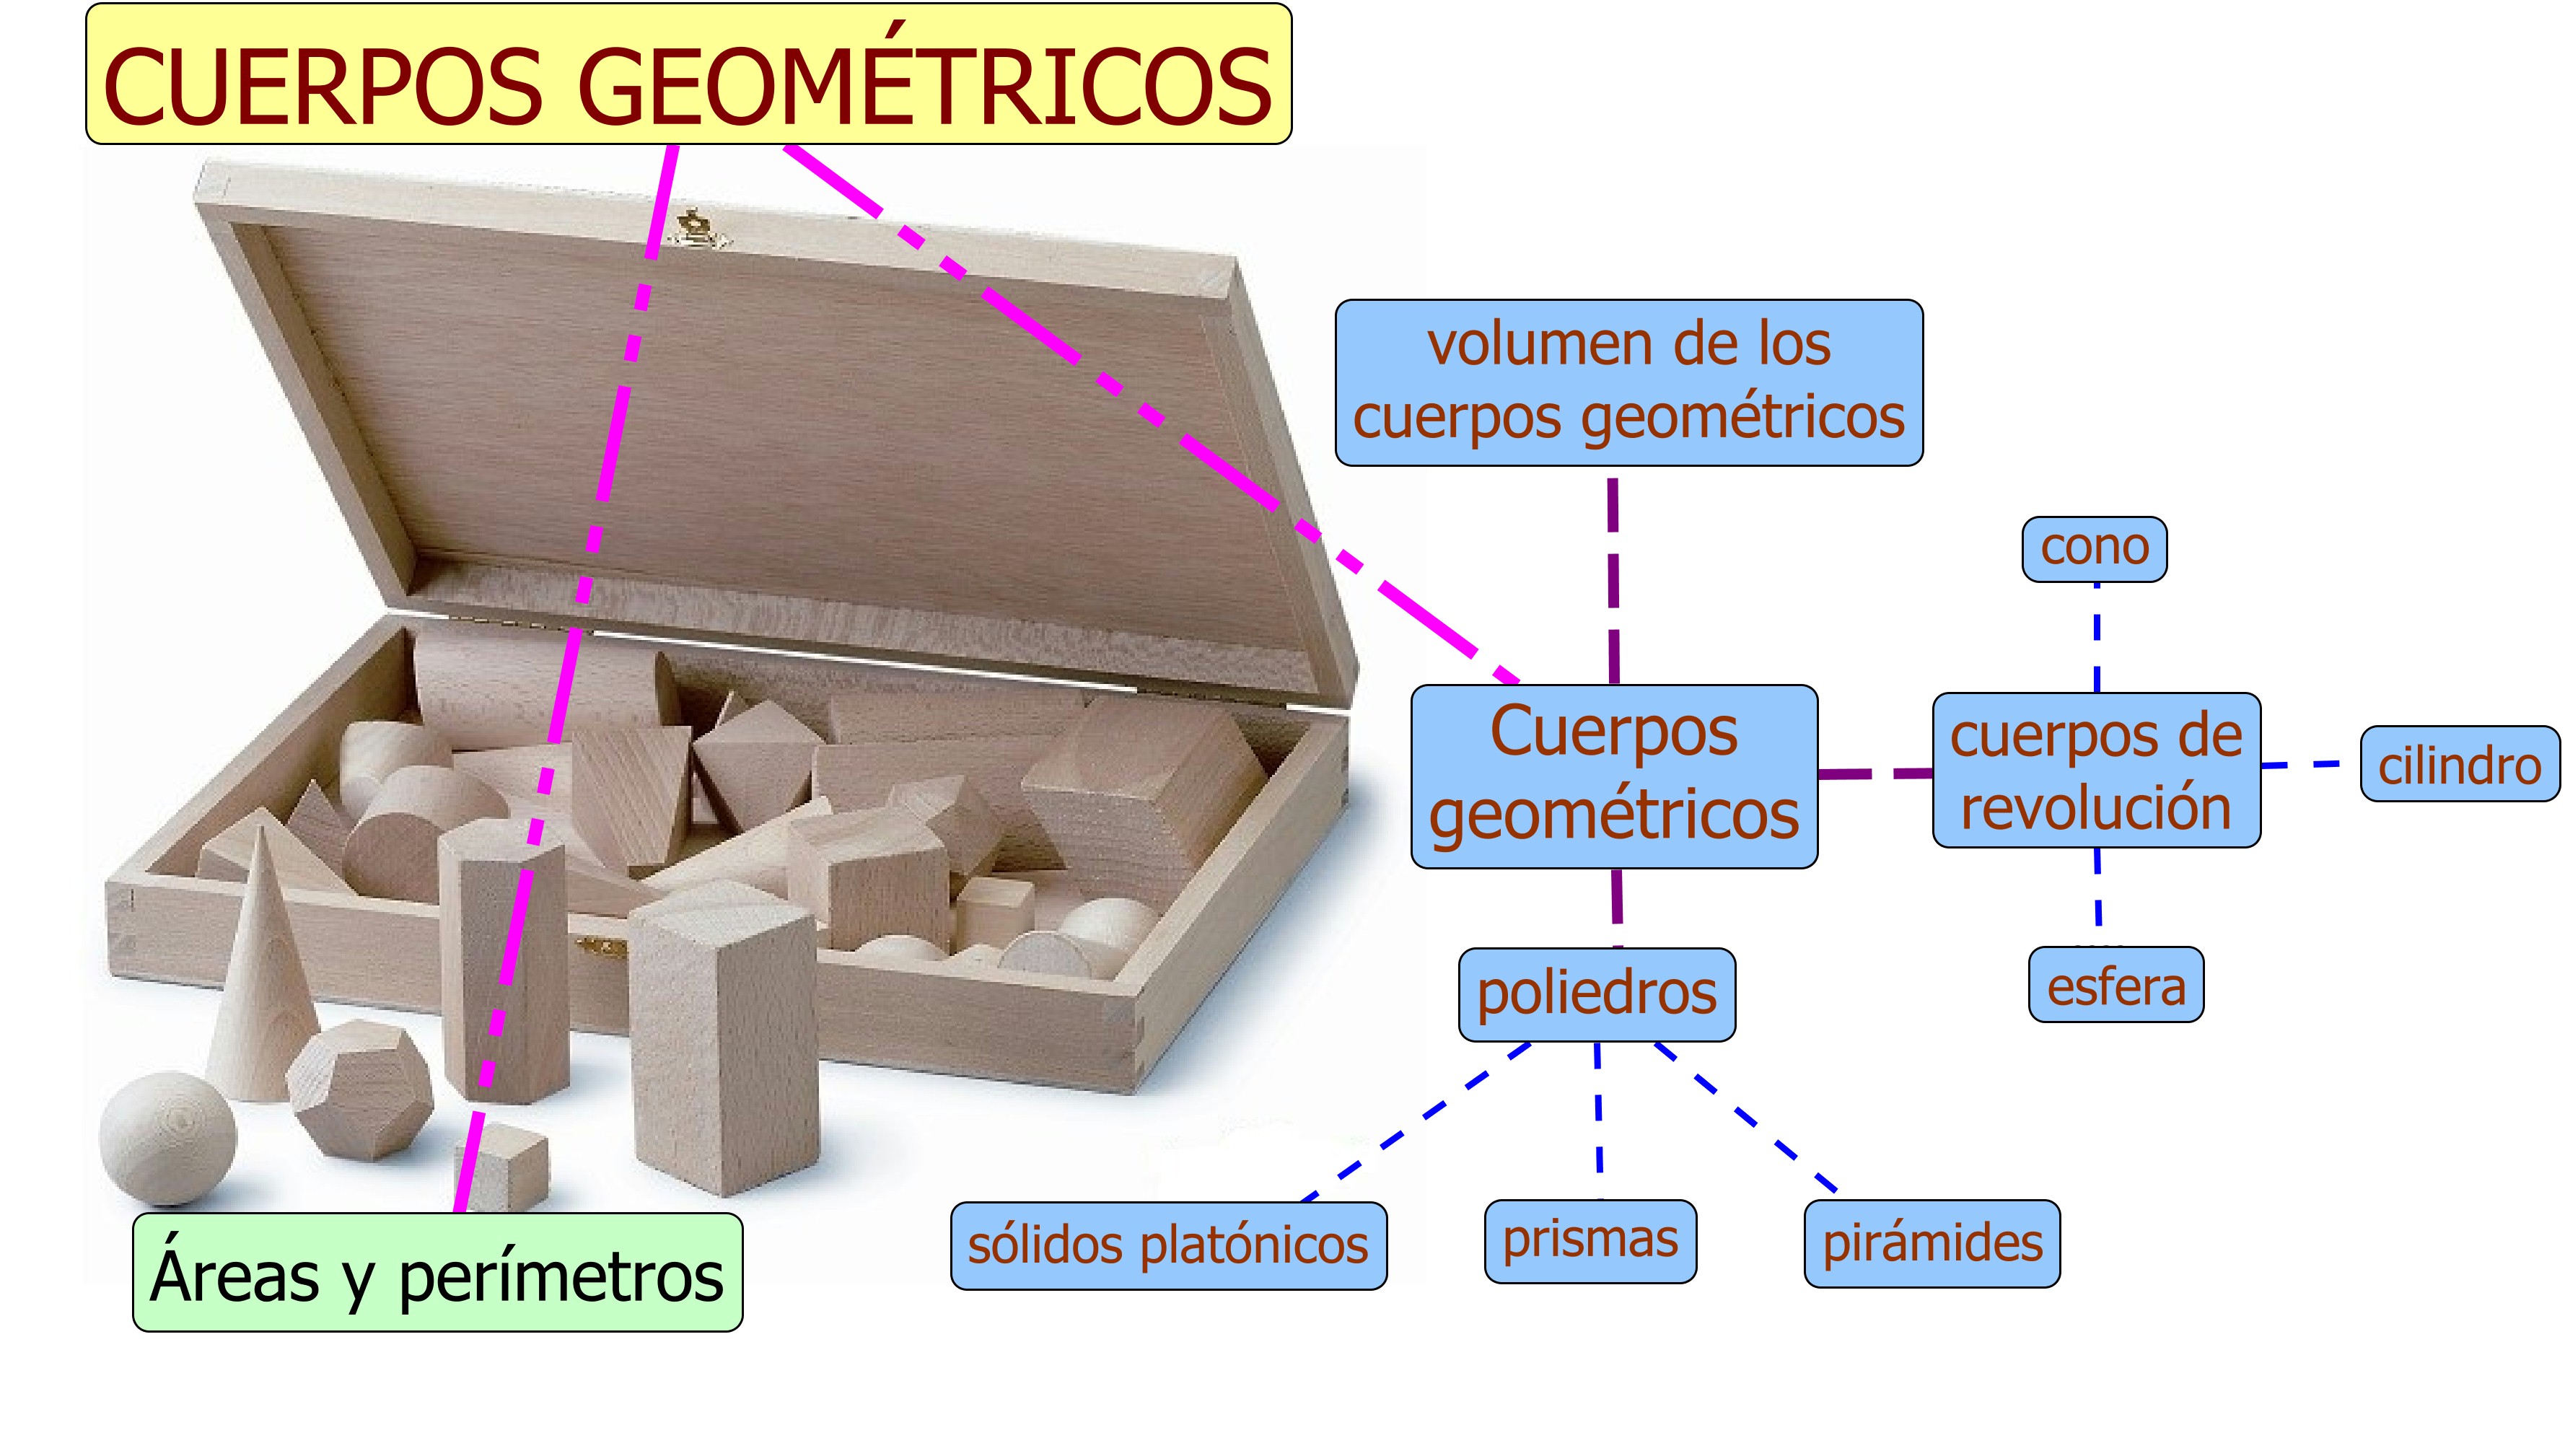 CUERPOS GEOMÉTRICOS
volumen de los
cuerpos geométricos
cono
Cuerpos
geométricos
cuerpos de
revolución
cilindro
poliedros
esfera
sólidos platónicos
prismas
pirámides
Áreas y perímetros